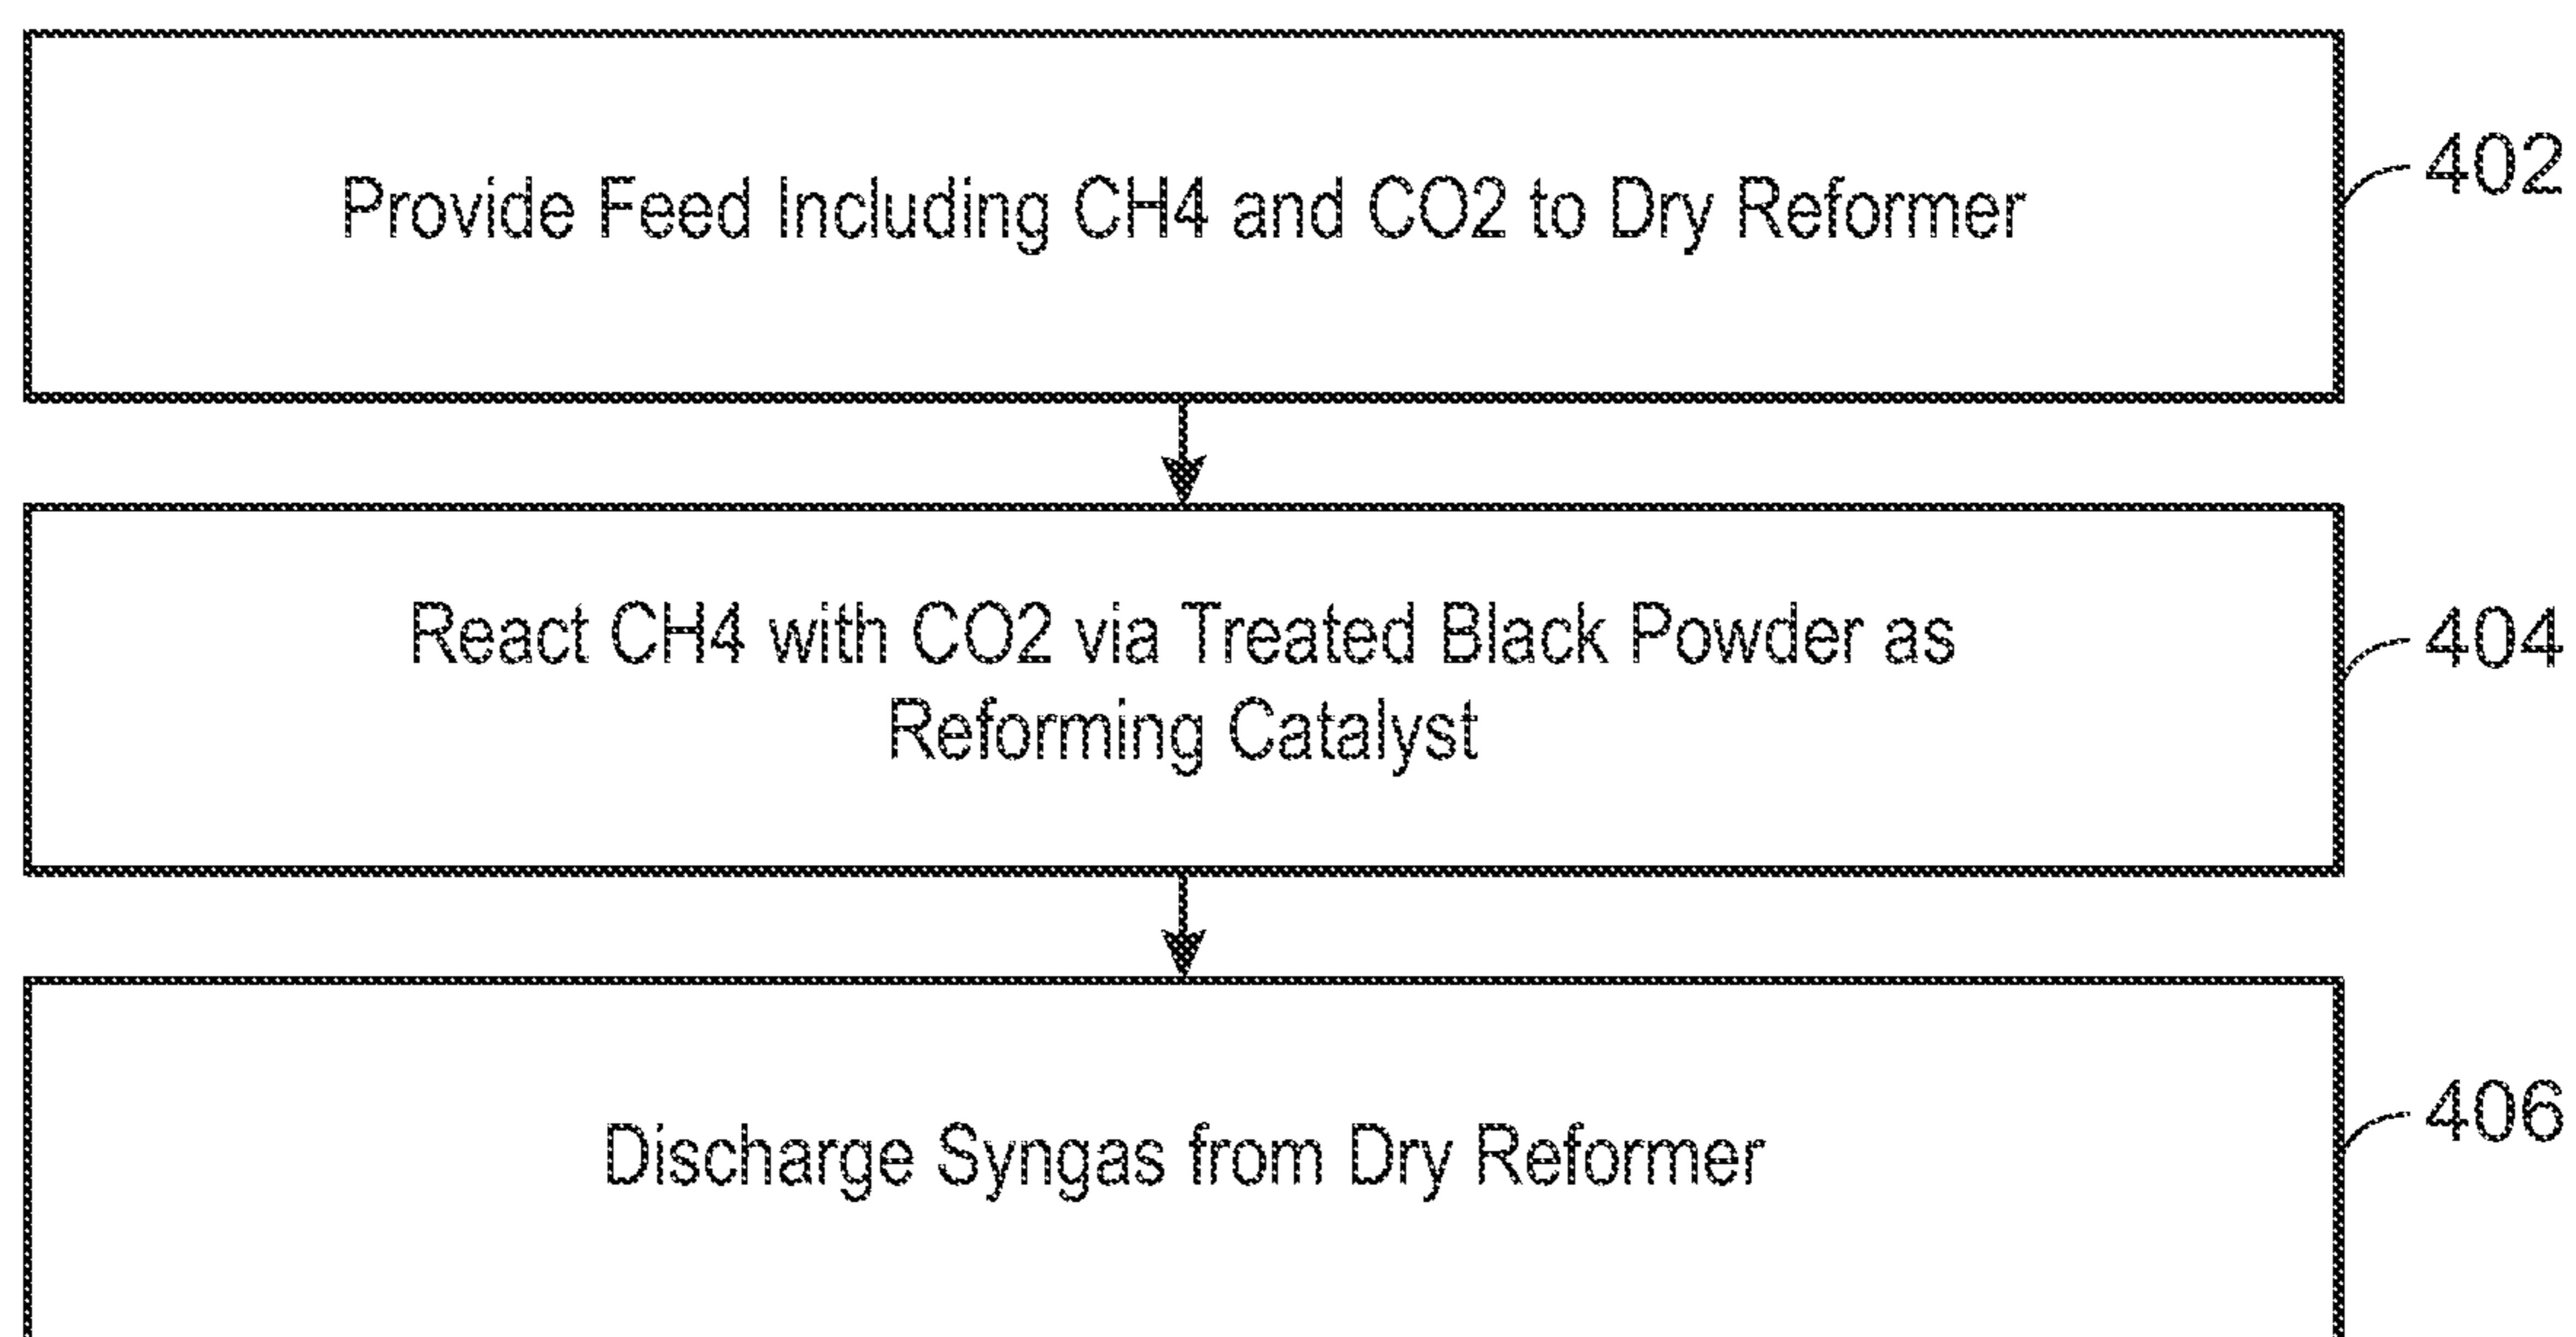 Provide Feed Including CH4 and CO2 to Dry Reformer
402
React CH4 with CO2 via Treated Black Powder as
Reforming Catalyst
404
Discharge Syngas from Dry Reformer
406